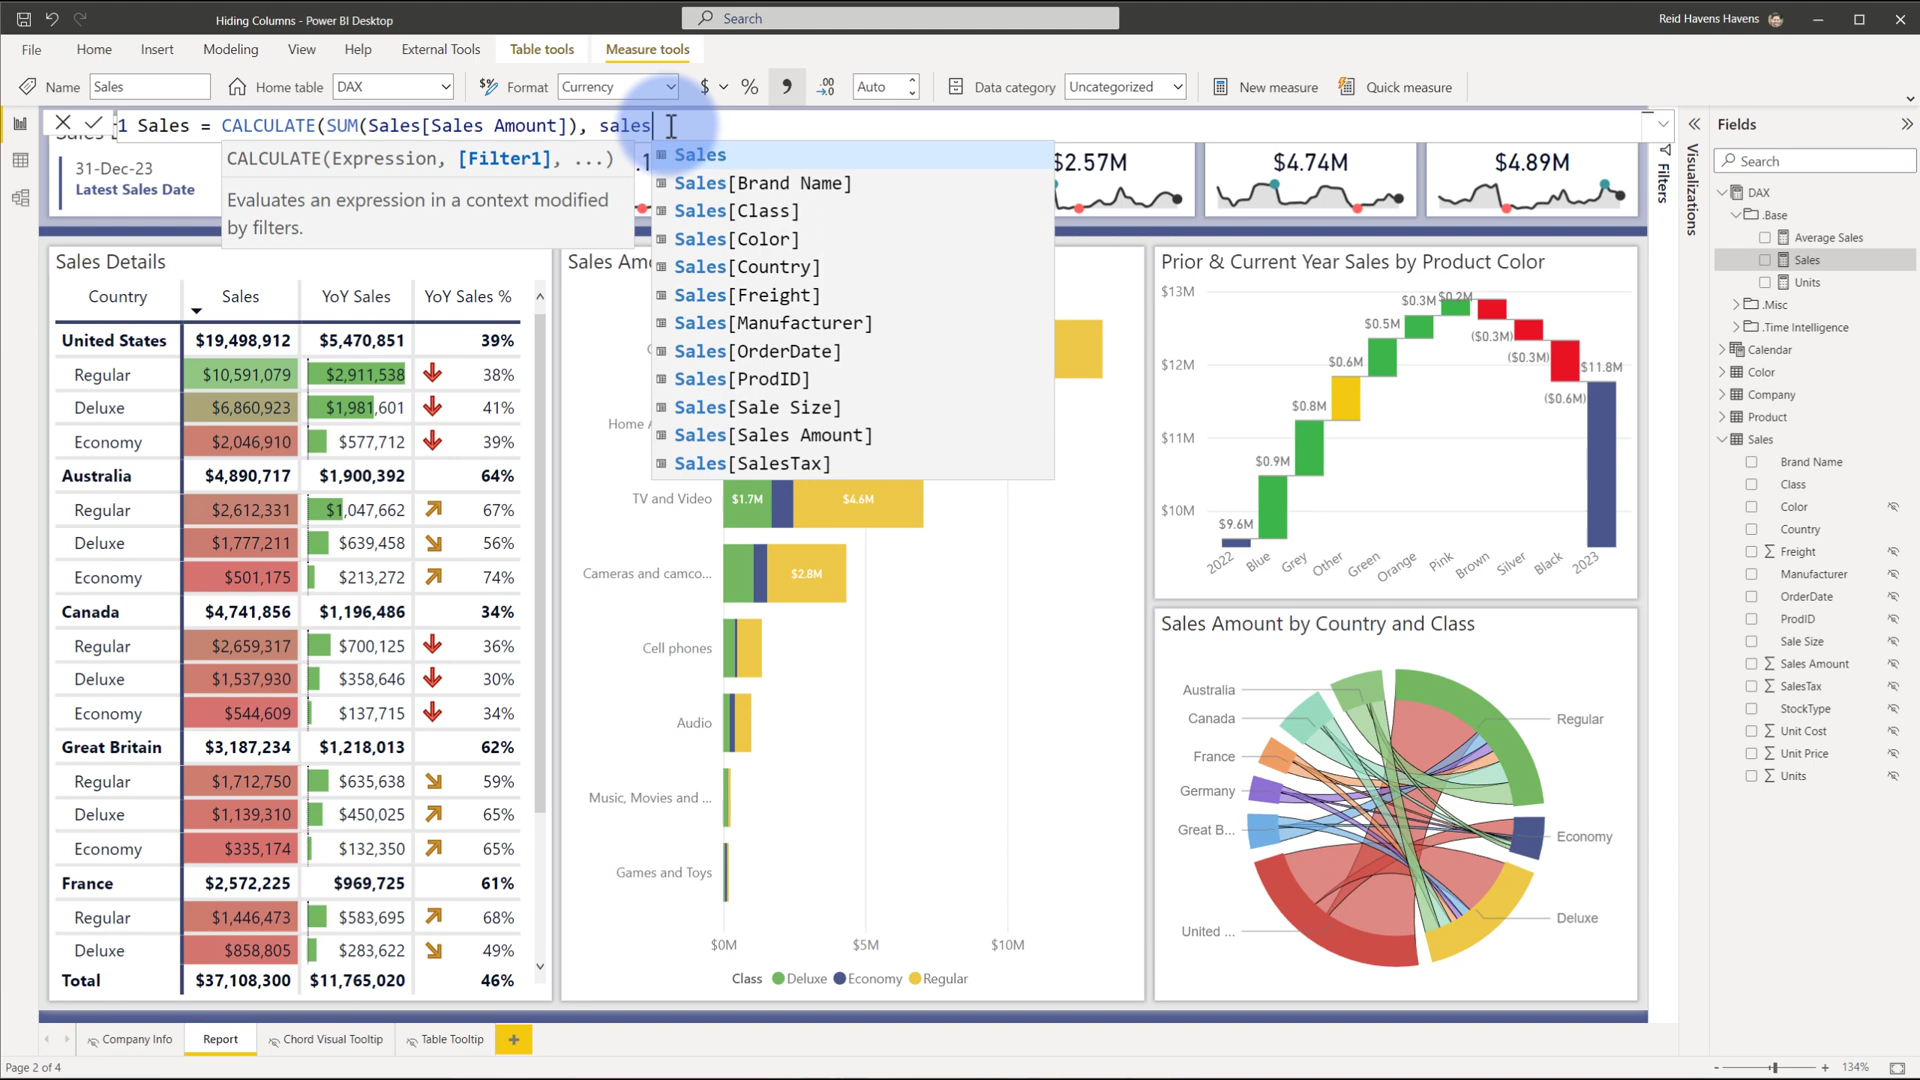 Hiding Columns - Power BI Desktop
Search
Reid Havens Havens
File
Home
Insert
Modeling
View
Help
External Tools
Table tools
Measure tools
Name
Sales
Home table
DAX
Format
Currency
$
%
Auto
Data category
Uncategorized
New measure
Quick measure
1 Sales = CALCULATE(SUM(Sales[Sales Amount]), sales
CALCULATE(Expression, [Filter1], ...)
Evaluates an expression in a context modified
by filters.
Sales
Sales[Brand Name]
Sales[Class]
Sales[Color]
Sales[Country]
Sales[Freight]
Sales[Manufacturer]
Sales[OrderDate]
Sales[ProdID]
Sales[Sale Size]
Sales[Sales Amount]
Sales[SalesTax]
31-Dec-23
Latest Sales Date
$2.57M
$4.74M
$4.89M
Sales Details
Country Sales YoY Sales YoY Sales %
United States $19,498,912 $5,470,851 39%
Regular $10,591,079 $2,911,538 38%
Deluxe $6,860,923 $1,981,601 41%
Economy $2,046,910 $577,712 39%
Australia $4,890,717 $1,900,392 64%
Regular $2,612,331 $1,047,662 67%
Deluxe $1,777,211 $639,458 56%
Economy $501,175 $213,272 74%
Canada $4,741,856 $1,196,486 34%
Regular $2,659,317 $700,125 36%
Deluxe $1,537,930 $358,646 30%
Economy $544,609 $137,715 34%
Great Britain $3,187,234 $1,218,013 62%
Regular $1,712,750 $635,638 59%
Deluxe $1,139,310 $450,025 65%
Economy $335,174 $132,350 65%
France $2,572,225 $969,725 61%
Regular $1,446,473 $583,695 68%
Deluxe $858,805 $283,622 49%
Total $37,108,300 $11,765,020 46%
Sales Amo
Home A
TV and Video $1.7M $4.6M
Cameras and camco... $2.8M
Cell phones
Audio
Music, Movies and ...
Games and Toys
$0M $5M $10M
Class Deluxe Economy Regular
Prior & Current Year Sales by Product Color
$13M
$12M
$11M
$10M
$9.6M
$0.9M
$0.8M
$0.6M
$0.5M
$0.3M
$0.2M
($0.3M)
($0.3M)
($0.6M)
$11.8M
2022 Blue Grey Other Green Orange Pink Brown Silver Black 2023
Sales Amount by Country and Class
Australia
Canada
France
Germany
Great B...
United ...
Regular
Economy
Deluxe
Filters
Visualizations
Fields
Search
DAX
.Base
Average Sales
Sales
Units
.Misc
.Time Intelligence
Calendar
Color
Company
Product
Sales
Brand Name
Class
Color
Country
Freight
Manufacturer
OrderDate
ProdID
Sale Size
Sales Amount
SalesTax
StockType
Unit Cost
Unit Price
Units
Company Info
Report
Chord Visual Tooltip
Table Tooltip
Page 2 of 4
134%